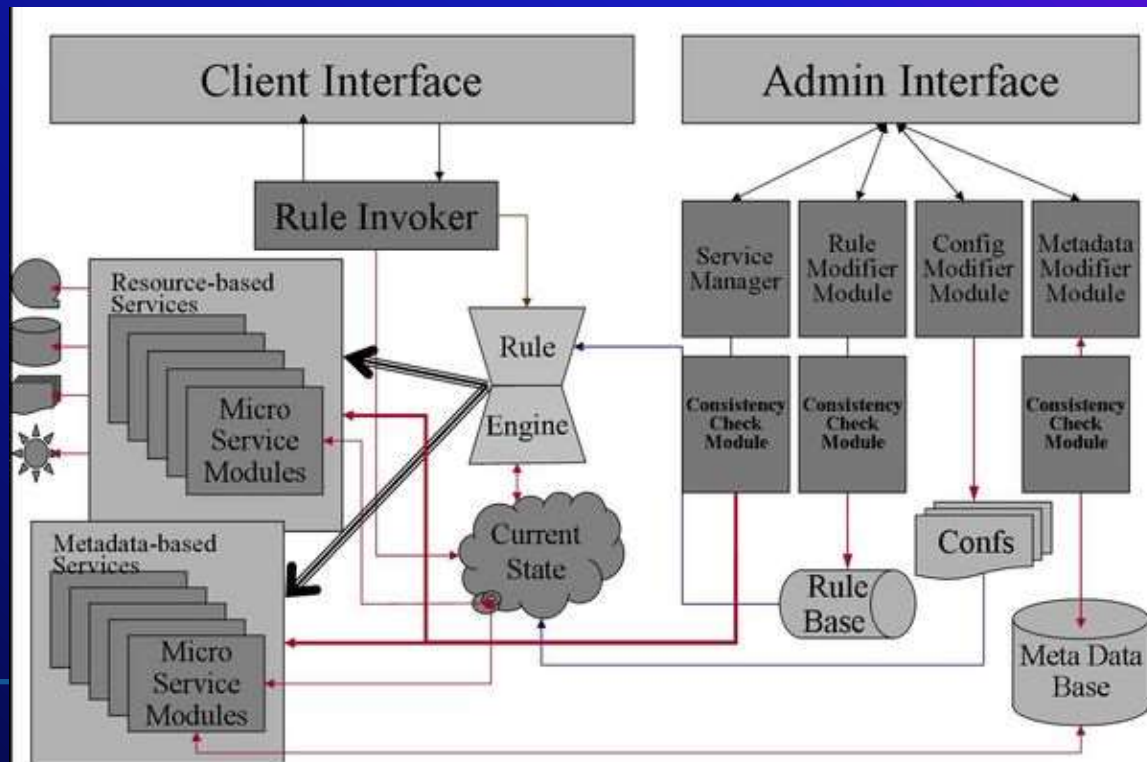 Client Interface
Admin Interface
Rule Invoker
Service
Manager
Rule
Modifier
Module
Config
Modifier
Module
Metadata
Modifier
Module
Resource-based
Services
Micro
Service
Modules
Rule
Engine
Consistency
Check
Module
Consistency
Check
Module
Consistency
Check
Module
Metadata-based
Services
Micro
Service
Modules
Current
State
Rule
Base
Confs
Meta Data
Base